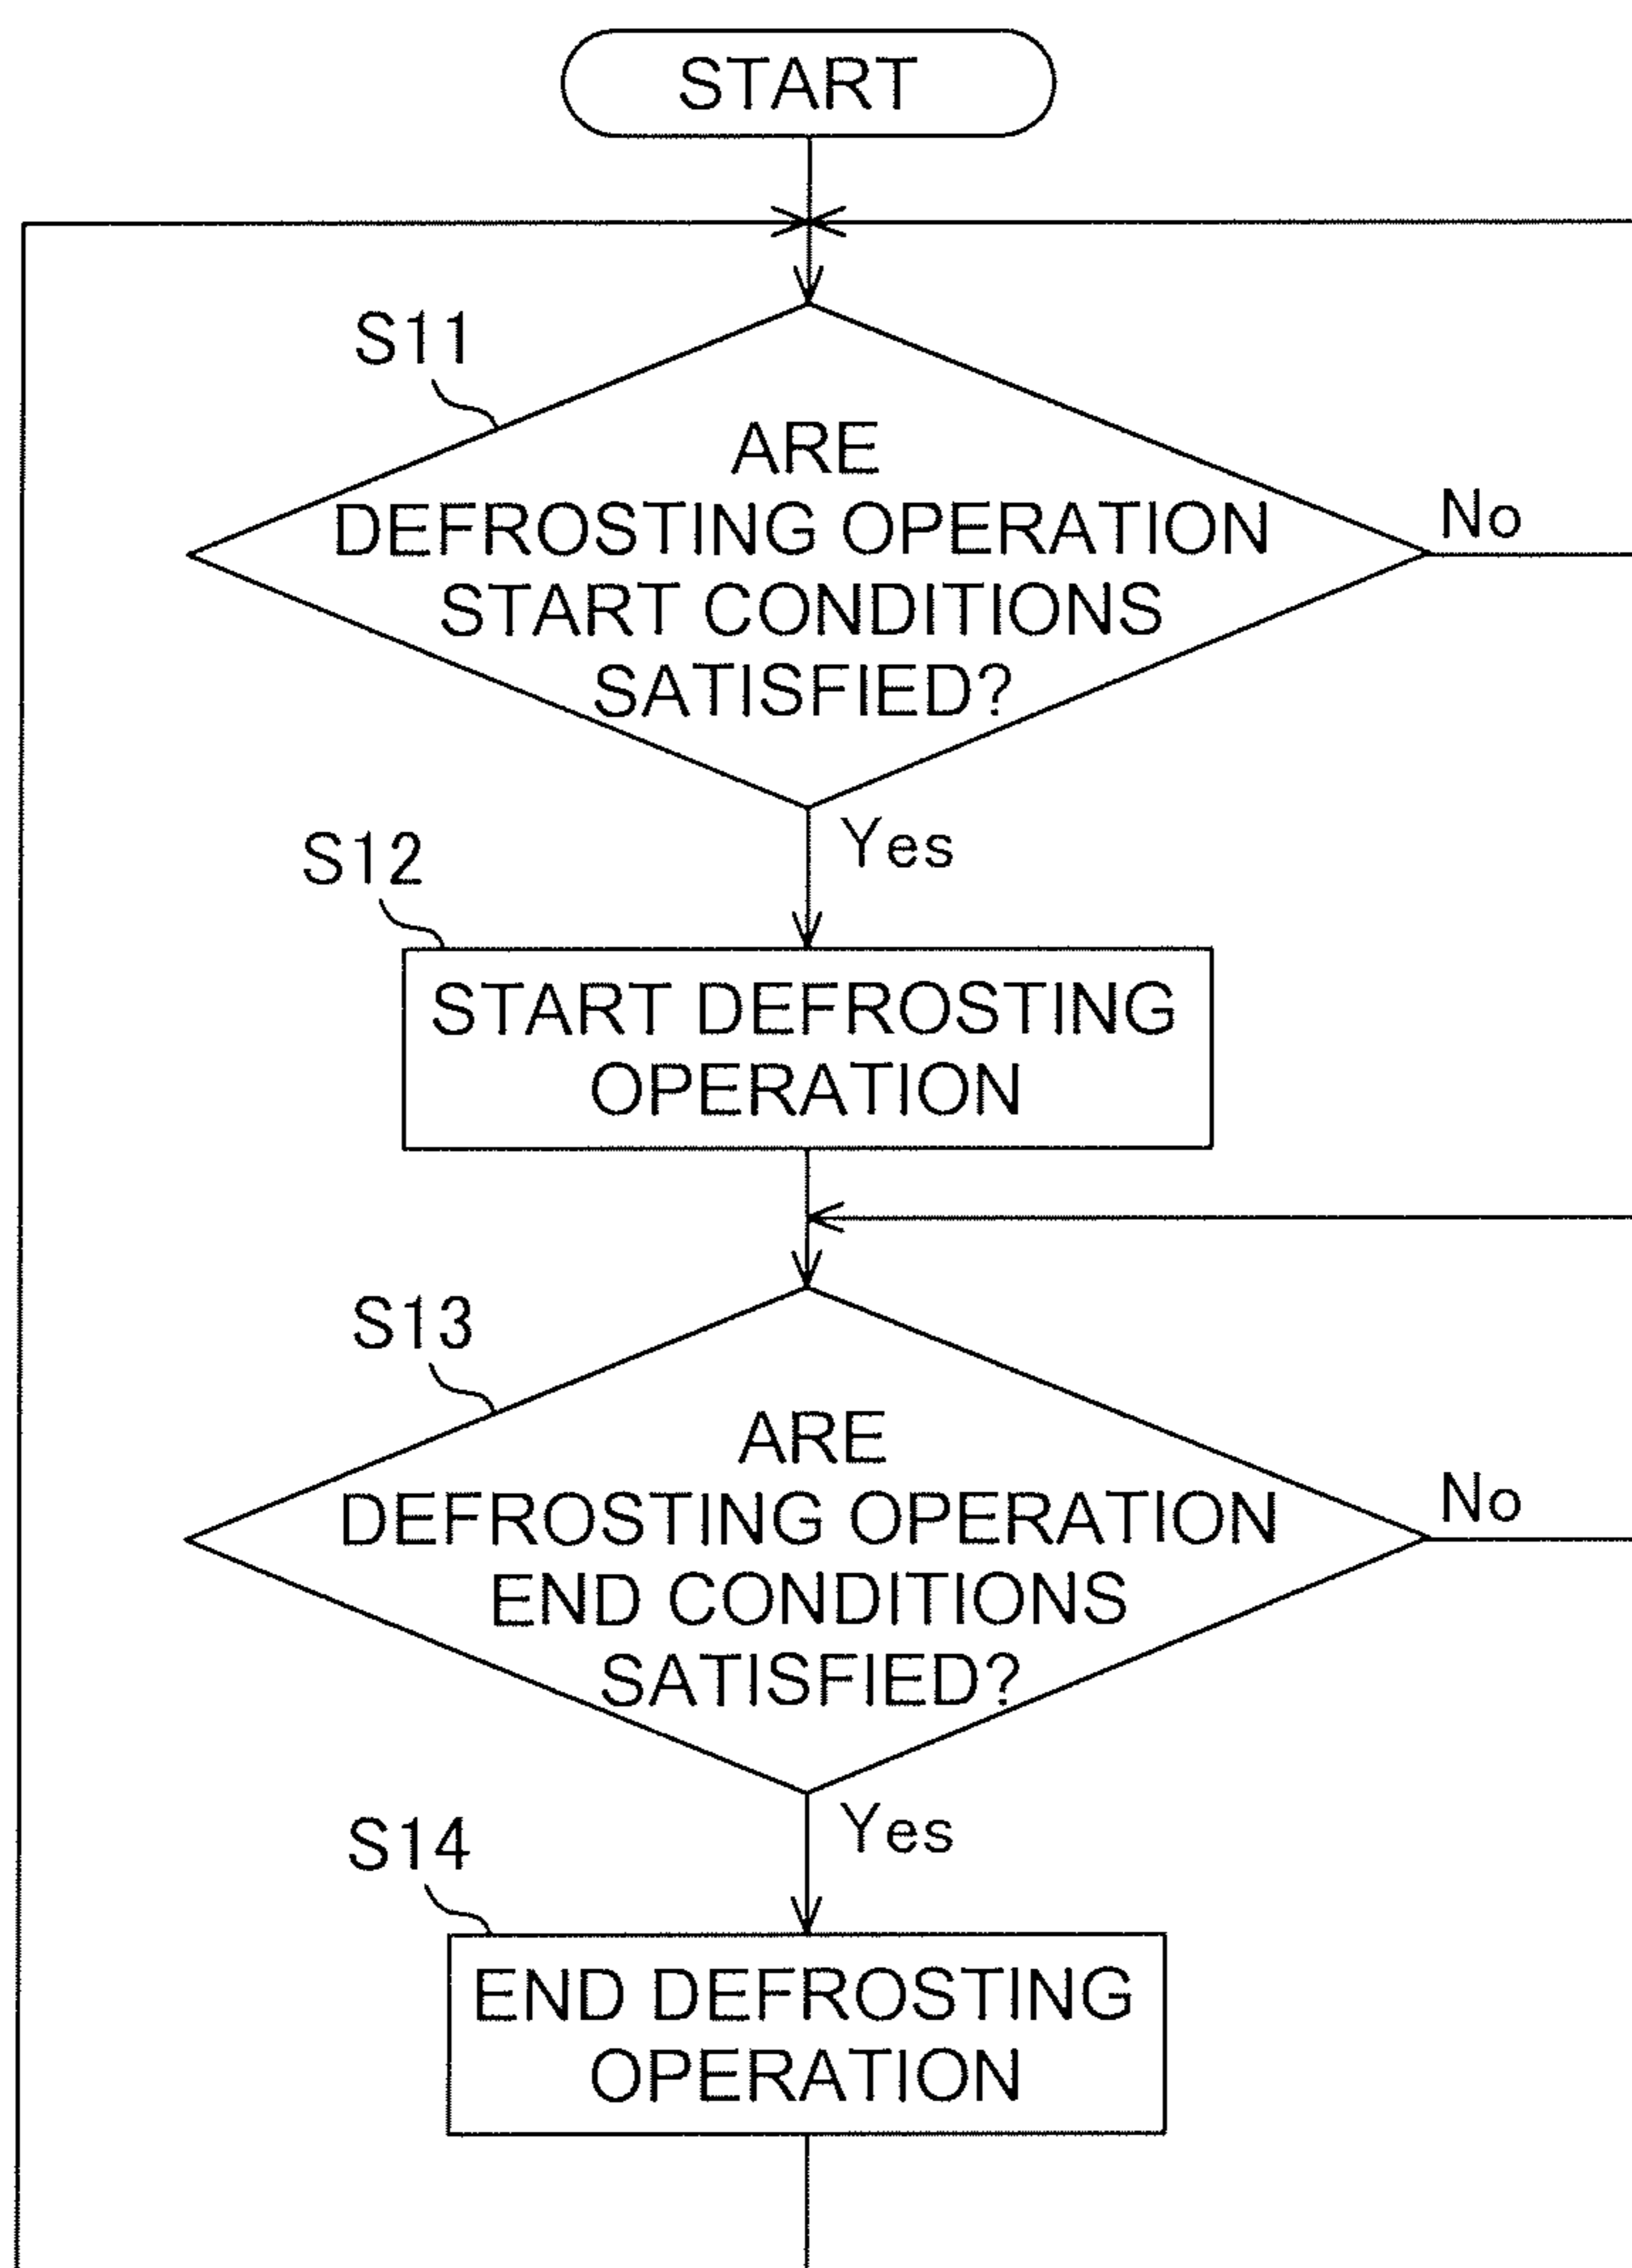 START
S11
ARE
DEFROSTING OPERATION
START CONDITIONS
SATISFIED?
No
Yes
S12
START DEFROSTING
OPERATION
S13
ARE
DEFROSTING OPERATION
END CONDITIONS
SATISFIED?
No
Yes
S14
END DEFROSTING
OPERATION